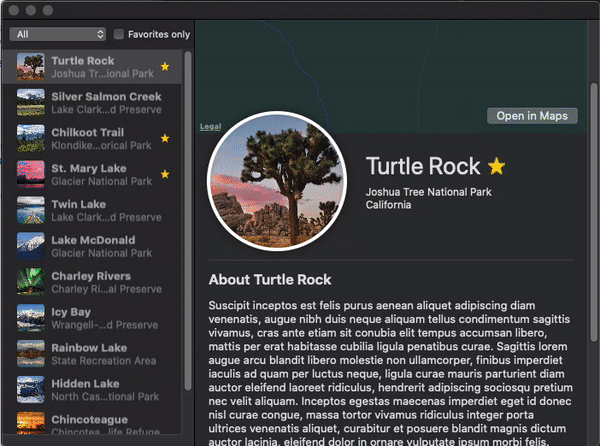 All
Favorites only
Turtle Rock
Joshua Tr...ional Park
Silver Salmon Creek
Lake Clark...d Preserve
Chilkoot Trail
Klondike...orical Park
St. Mary Lake
Glacier National Park
Twin Lake
Lake Clark...d Preserve
Lake McDonald
Glacier National Park
Charley Rivers
Charley Ri...al Preserve
Icy Bay
Wrangell-...d Preserve
Rainbow Lake
State Recreation Area
Hidden Lake
North Cas...tional Park
Chincoteague
Chincotea...life Refuge
Legal
Open in Maps
Turtle Rock
Joshua Tree National Park
California
About Turtle Rock
Suscipit inceptos est felis purus aenean aliquet adipiscing diam
venenatis, augue nibh duis neque aliquam tellus condimentum sagittis
vivamus, cras ante etiam sit conubia elit tempus accumsan libero,
mattis per erat habitasse cubilia ligula penatibus curae. Sagittis lorem
augue arcu blandit libero molestie non ullamcorper, finibus imperdiet
iaculis ad quam per luctus neque, ligula curae mauris parturient diam
auctor eleifend laoreet ridiculus, hendrerit adipiscing sociosqu pretium
nec velit aliquam. Inceptos egestas maecenas imperdiet eget id donec
nisl curae congue, massa tortor vivamus ridiculus integer porta
ultrices venenatis aliquet, curabitur et posuere blandit magnis dictum
auctor lacinia, eleifend dolor in ornare vulputate ipsum morbi felis.